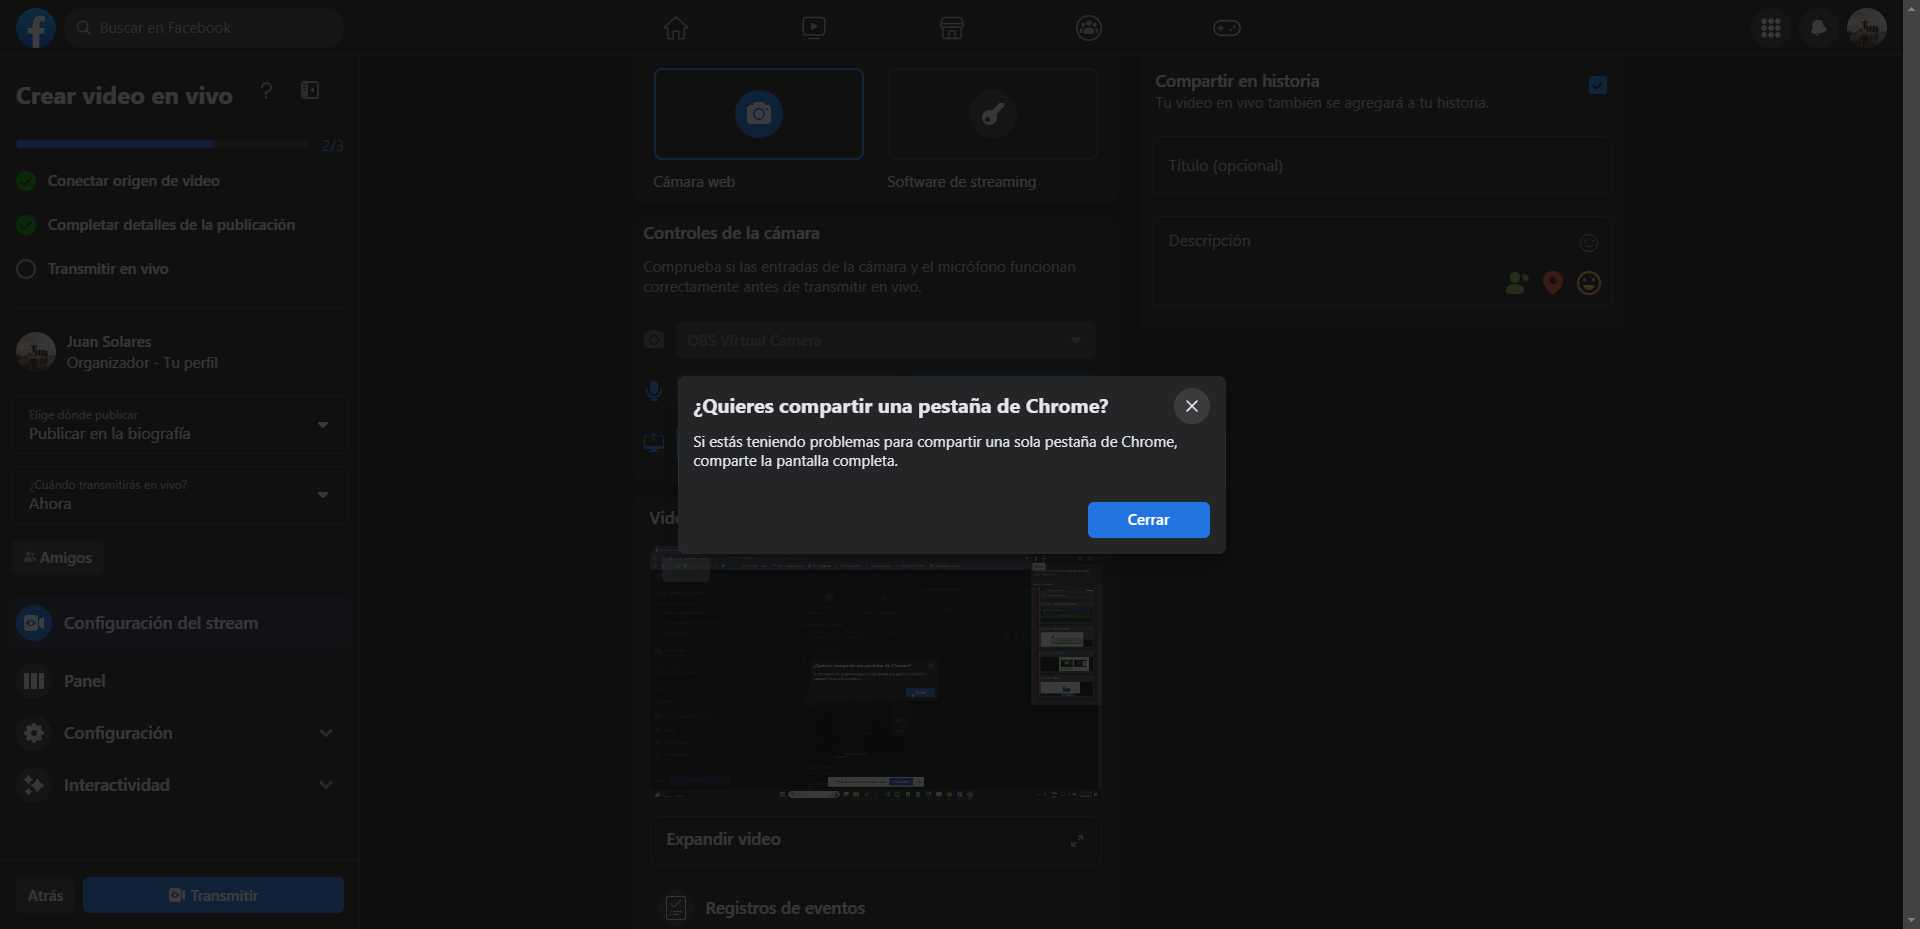 Buscar en Facebook
Crear video en vivo
2/3
Conectar origen de video
Completar detalles de la publicación
Transmitir en vivo
Juan Solares
Organizador - Tu perfil
Elige dónde publicar
Publicar en la biografía
¿Cuándo transmitirás en vivo?
Ahora
Amigos
Configuración del stream
Panel
Configuración
Interactividad
Atrás
Transmitir
Cámara web
Software de streaming
Controles de la cámara
Comprueba si las entradas de la cámara y el micrófono funcionan
correctamente antes de transmitir en vivo.
OBS Virtual Camera
¿Quieres compartir una pestaña de Chrome?
Si estás teniendo problemas para compartir una sola pestaña de Chrome,
comparte la pantalla completa.
Cerrar
Expandir video
Registros de eventos
Compartir en historia
Tu video en vivo también se agregará a tu historia.
Título (opcional)
Descripción